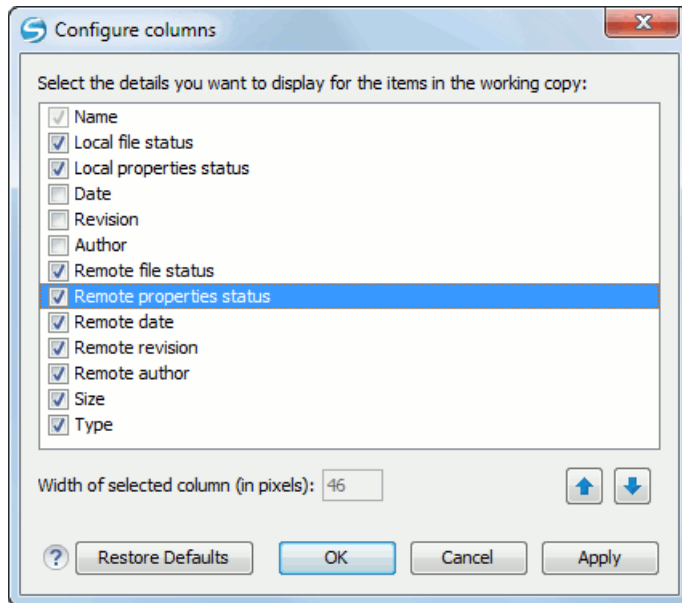 Configure columns
Select the details you want to display for the items in the working copy:
Name
Local file status
Local properties status
Date
Revision
Author
Remote file status
Remote properties status
Remote date
Remote revision
Remote author
Size
Type
Width of selected column (in pixels): 46
? Restore Defaults OK Cancel Apply